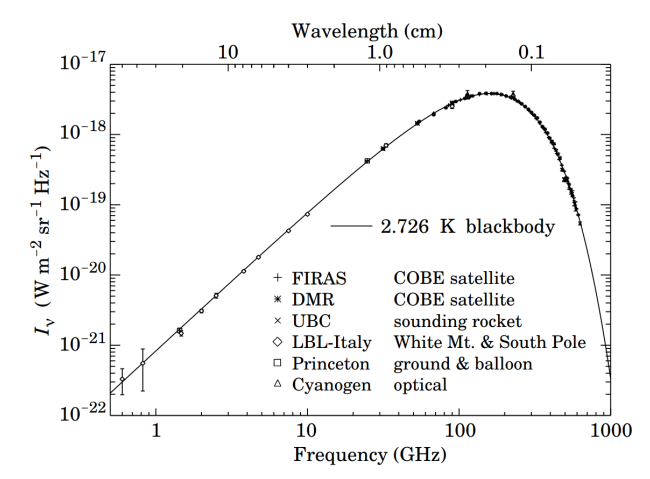 Wavelength (cm)
10 1.0 0.1
10⁻¹⁷
10⁻¹⁸
10⁻¹⁹
10⁻²⁰
10⁻²¹
10⁻²²
I_ν (W m⁻² sr⁻¹ Hz⁻¹)
2.726 K blackbody
FIRAS COBE satellite
DMR COBE satellite
UBC sounding rocket
LBL-Italy White Mt. & South Pole
Princeton ground & balloon
Cyanogen optical
1 10 100 1000
Frequency (GHz)